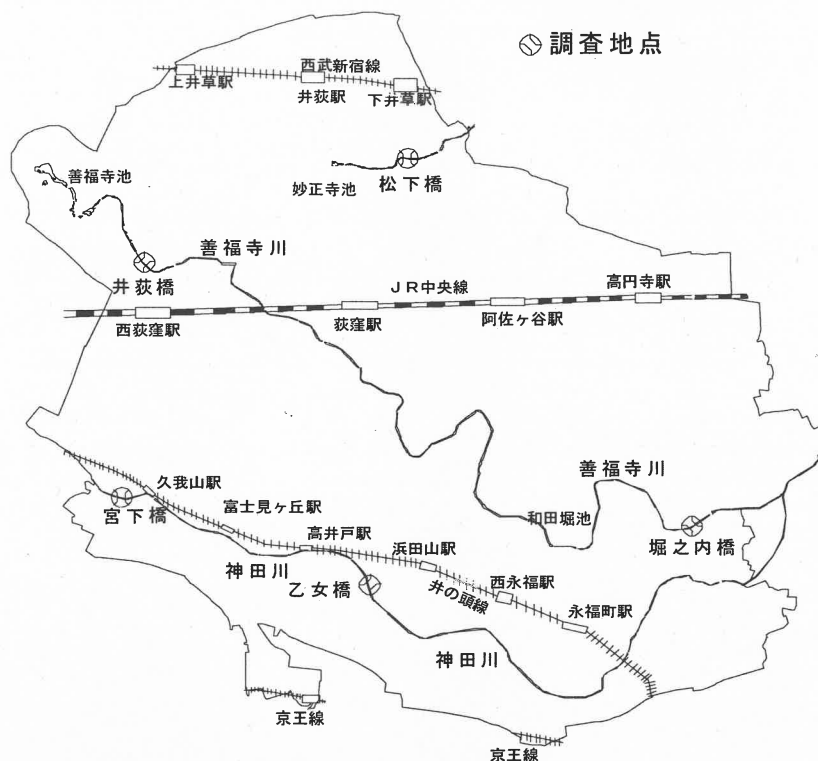 調査地点
西武新宿線
上井草駅
井荻駅
下井草駅
善福寺池
妙正寺池
松下橋
善福寺川
井荻橋
JR中央線
高円寺駅
西荻窪駅
荻窪駅
阿佐ヶ谷駅
善福寺川
久我山駅
宮下橋
富士見ヶ丘駅
和田堀池
高井戸駅
浜田山駅
堀之内橋
神田川
乙女橋
井の頭線
西永福駅
永福町駅
神田川
京王線
京王線